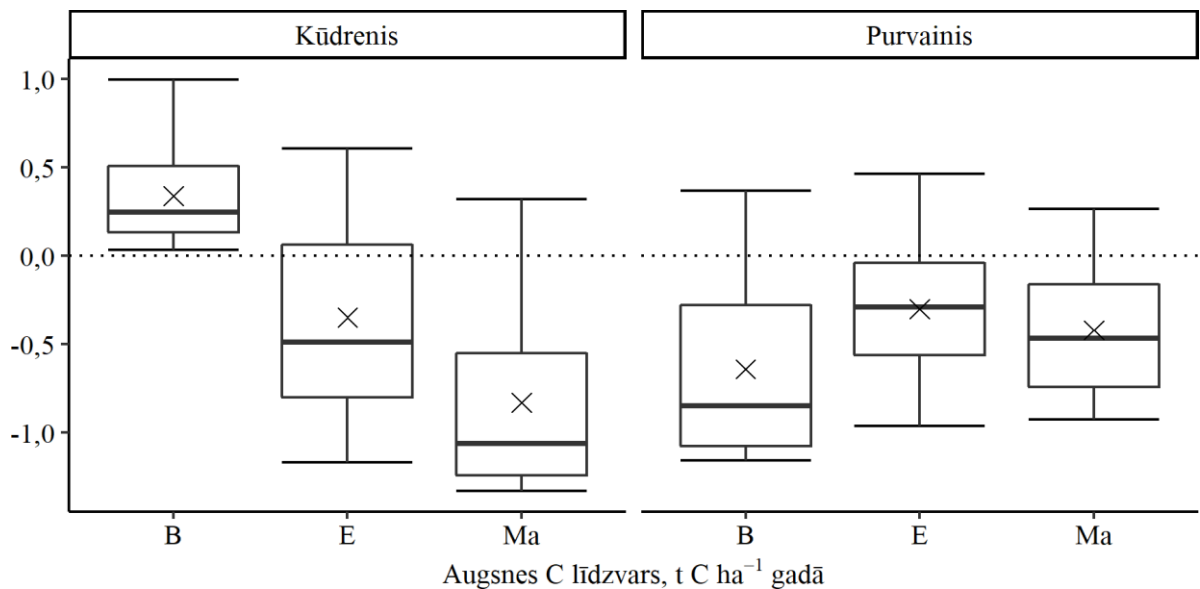 Kūdrenis Purvainis
1,0
0,5
0,0
-0,5
-1,0
B E Ma B E Ma
Augsnes C līdzvars, t C ha⁻¹ gadā